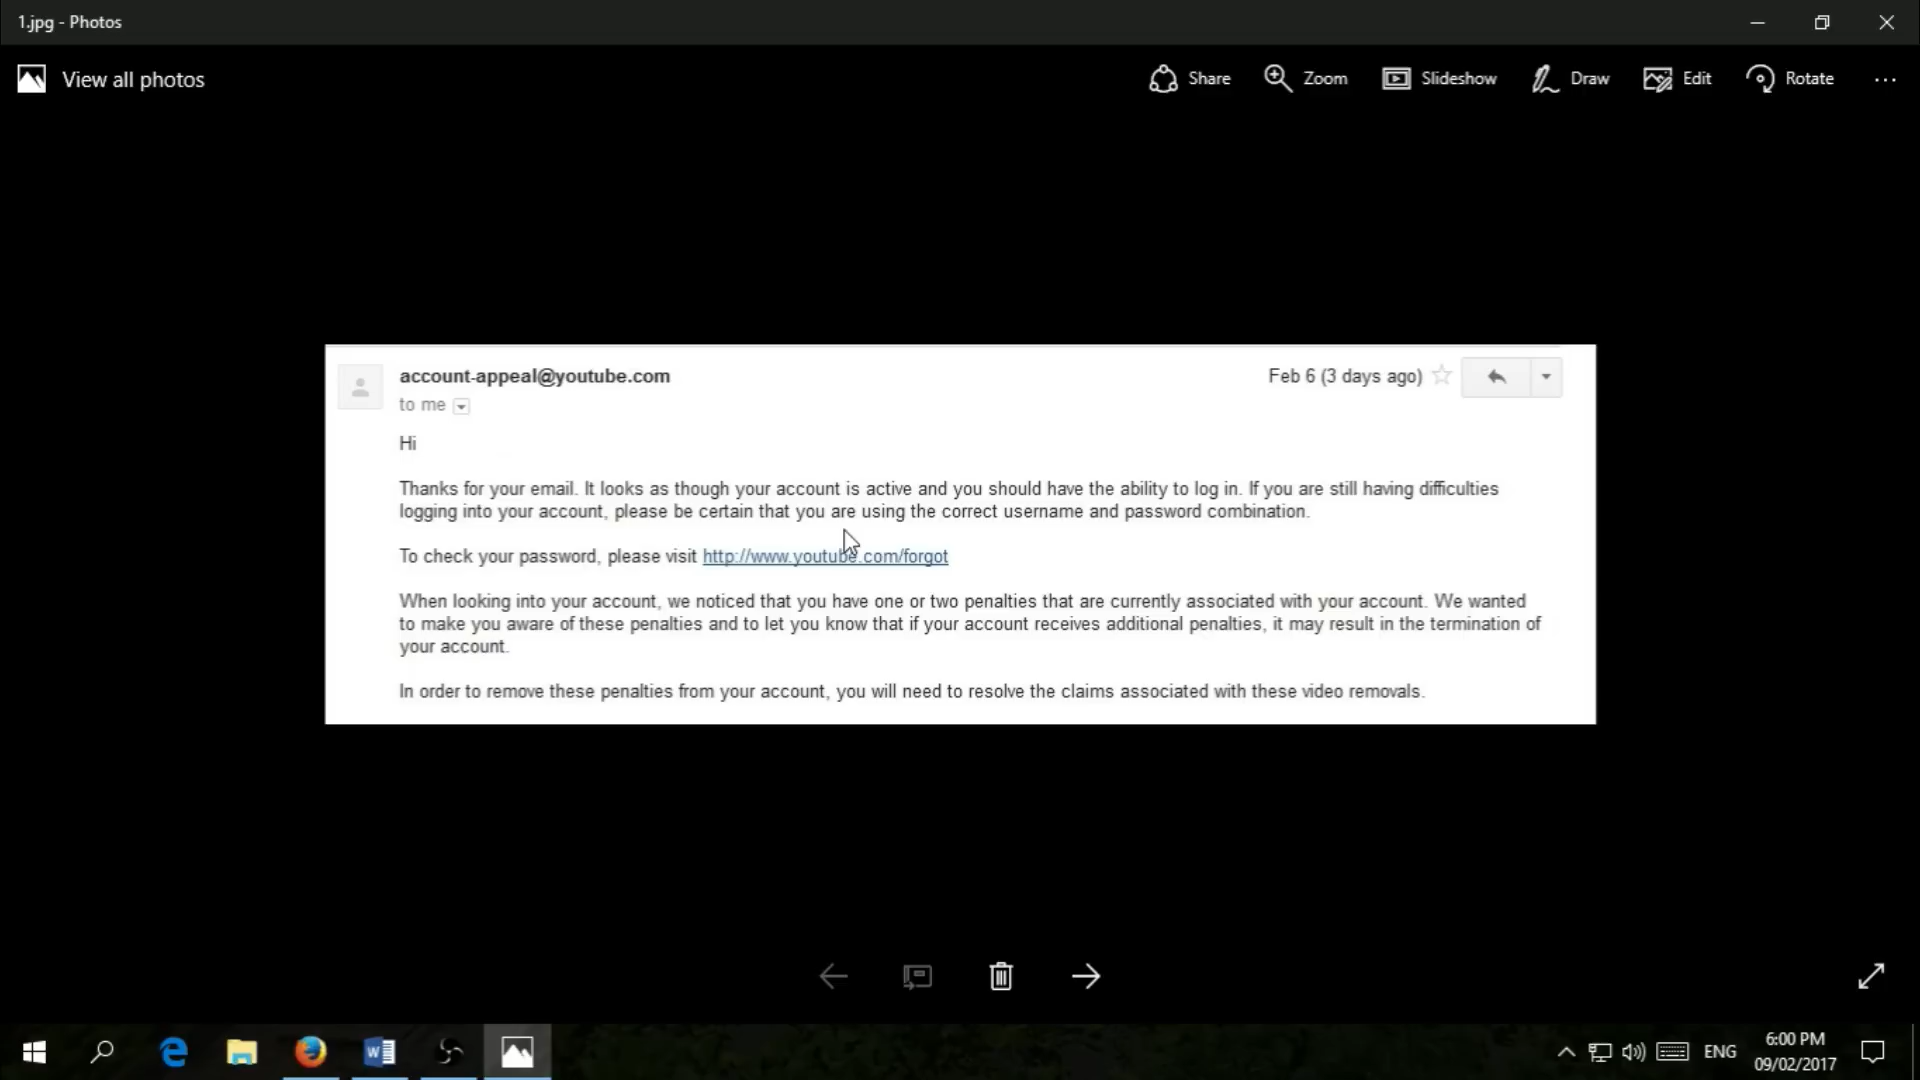 1.jpg - Photos
View all photos
Share
Zoom
Slideshow
Draw
Edit
Rotate
account-appeal@youtube.com
Feb 6 (3 days ago)
to me
Hi
Thanks for your email. It looks as though your account is active and you should have the ability to log in. If you are still having difficulties
logging into your account, please be certain that you are using the correct username and password combination.
To check your password, please visit http://www.youtube.com/forgot
When looking into your account, we noticed that you have one or two penalties that are currently associated with your account. We wanted
to make you aware of these penalties and to let you know that if your account receives additional penalties, it may result in the termination of
your account.
In order to remove these penalties from your account, you will need to resolve the claims associated with these video removals.
ENG
6:00 PM
09/02/2017